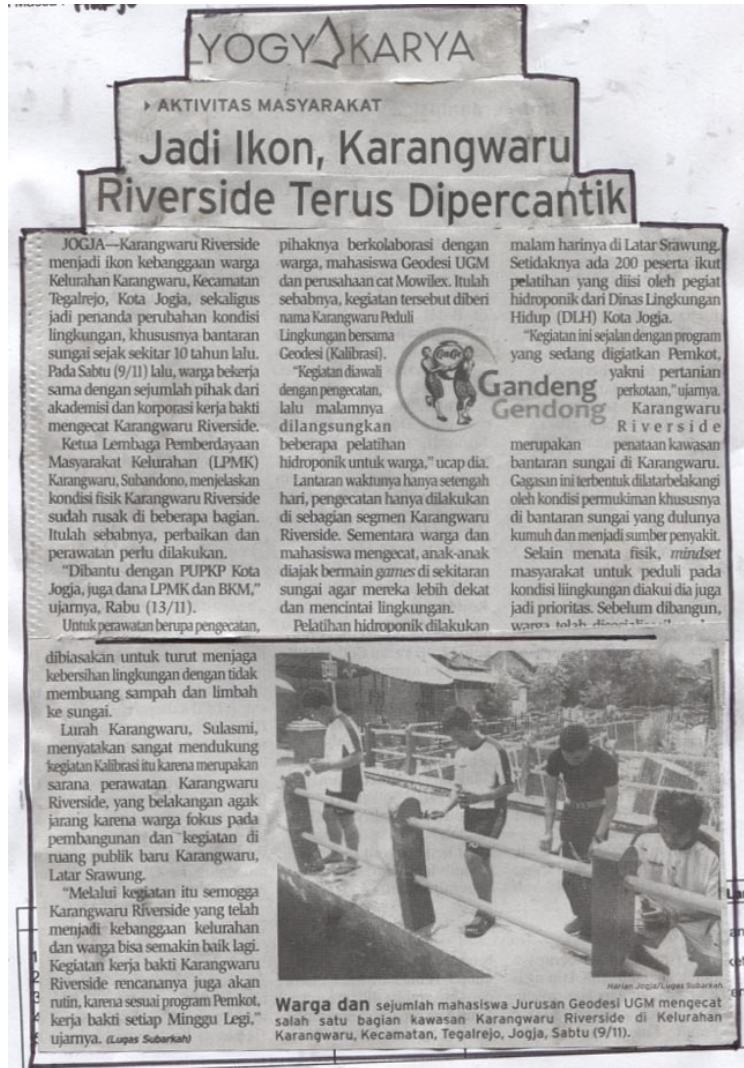 YOGYAKARYA
AKTIVITAS MASYARAKAT
Jadi Ikon, Karangwaru
Riverside Terus Dipercantik
JOGJA—Karangwaru Riverside
menjadi ikon kebanggaan warga
Kelurahan Karangwaru, Kecamatan
Tegalrejo, Kota Jogja, sekaligus
jadi penanda perubahan kondisi
lingkungan, khususnya bantaran
sungai sejak sekitar 10 tahun lalu.
Pada Sabtu (9/11) lalu, warga bekerja
sama dengan sejumlah pihak dari
akademisi dan korporasi kerja bakti
mengecat Karangwaru Riverside.
Ketua Lembaga Pemberdayaan
Masyarakat Kelurahan (LPMK)
Karangwaru, Subandono, menjelaskan
kondisi fisik Karangwaru Riverside
sudah rusak di beberapa bagian.
Itulah sebabnya, perbaikan dan
perawatan perlu dilakukan.
"Dibantu dengan PUPKP Kota
Jogja, juga dana LPMK dan BKM,"
ujarnya, Rabu (13/11).
Untuk perawatan berupa pengecatan,
pihaknya berkolaborasi dengan
warga, mahasiswa Geodesi UGM
dan perusahaan cat Mowilex. Itulah
sebabnya, kegiatan tersebut diberi
nama Karangwaru Peduli
Lingkungan bersama
Geodesi (Kalibrasi).
"Kegiatan diawali
dengan pengecatan,
lalu malamnya
dilangsungkan
beberapa pelatihan
hidroponik untuk warga," ucap dia.
Lantaran waktunya hanya setengah
hari, pengecatan hanya dilakukan
di sebagian segmen Karangwaru
Riverside. Sementara warga dan
mahasiswa mengecat, anak-anak
diajak bermain games di sekitaran
sungai agar mereka lebih dekat
dan mencintai lingkungan.
Pelatihan hidroponik dilakukan
Gandeng
Gendong
malam harinya di Latar Srawung.
Setidaknya ada 200 peserta ikut
pelatihan yang diisi oleh pegiat
hidroponik dari Dinas Lingkungan
Hidup (DLH) Kota Jogja.
"Kegiatan ini sejalan dengan program
yang sedang digiatkan Pemkot,
yakni pertanian
perkotaan," ujarnya.
Karangwaru
Riverside
merupakan penataan kawasan
bantaran sungai di Karangwaru.
Gagasan ini terbentuk dilatarbelakangi
oleh kondisi permukiman khususnya
di bantaran sungai yang dulunya
kumuh dan menjadi sumber penyakit.
Selain menata fisik, mindset
masyarakat untuk peduli pada
kondisi liingkungan diakui dia juga
jadi prioritas. Sebelum dibangun,
warga telah
dibiasakan untuk turut menjaga
kebersihan lingkungan dengan tidak
membuang sampah dan limbah
ke sungai.
Lurah Karangwaru, Sulasmi,
menyatakan sangat mendukung
kegiatan Kalibrasi itu karena merupakan
sarana perawatan Karangwaru
Riverside, yang belakangan agak
jarang karena warga fokus pada
pembangunan dan kegiatan di
ruang publik baru Karangwaru,
Latar Srawung.
"Melalui kegiatan itu semogga
Karangwaru Riverside yang telah
menjadi kebanggaan kelurahan
dan warga bisa semakin baik lagi.
Kegiatan kerja bakti Karangwaru
Riverside rencananya juga akan
rutin, karena sesuai program Pemkot,
kerja bakti setiap Minggu Legi,"
ujarnya. (Lugas Subarkah)
Harian Jogja/Lugas Subarkah
Warga dan sejumlah mahasiswa Jurusan Geodesi UGM mengecat
salah satu bagian kawasan Karangwaru Riverside di Kelurahan
Karangwaru, Kecamatan, Tegalrejo, Jogja, Sabtu (9/11).